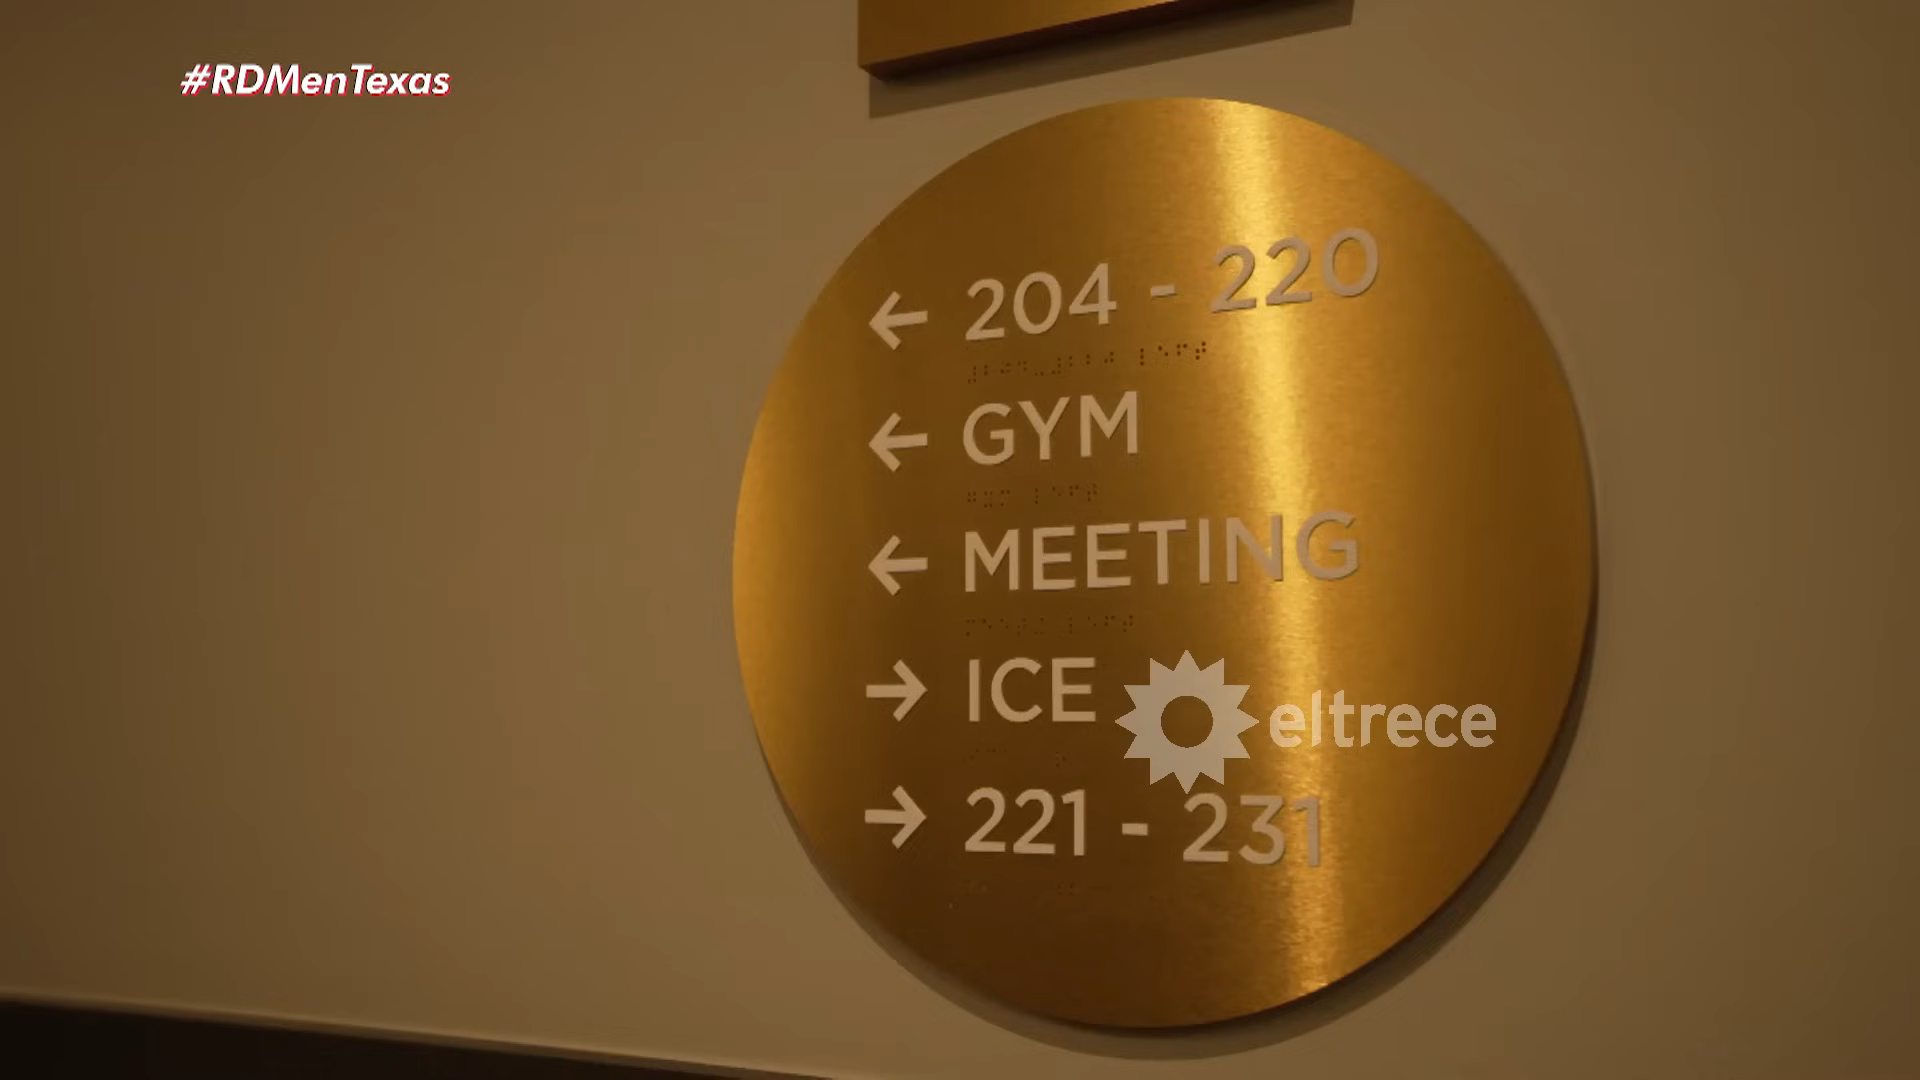 #RDMenTexas
← 204 - 220
← GYM
← MEETING
→ ICE
eltrece
→ 221 - 231